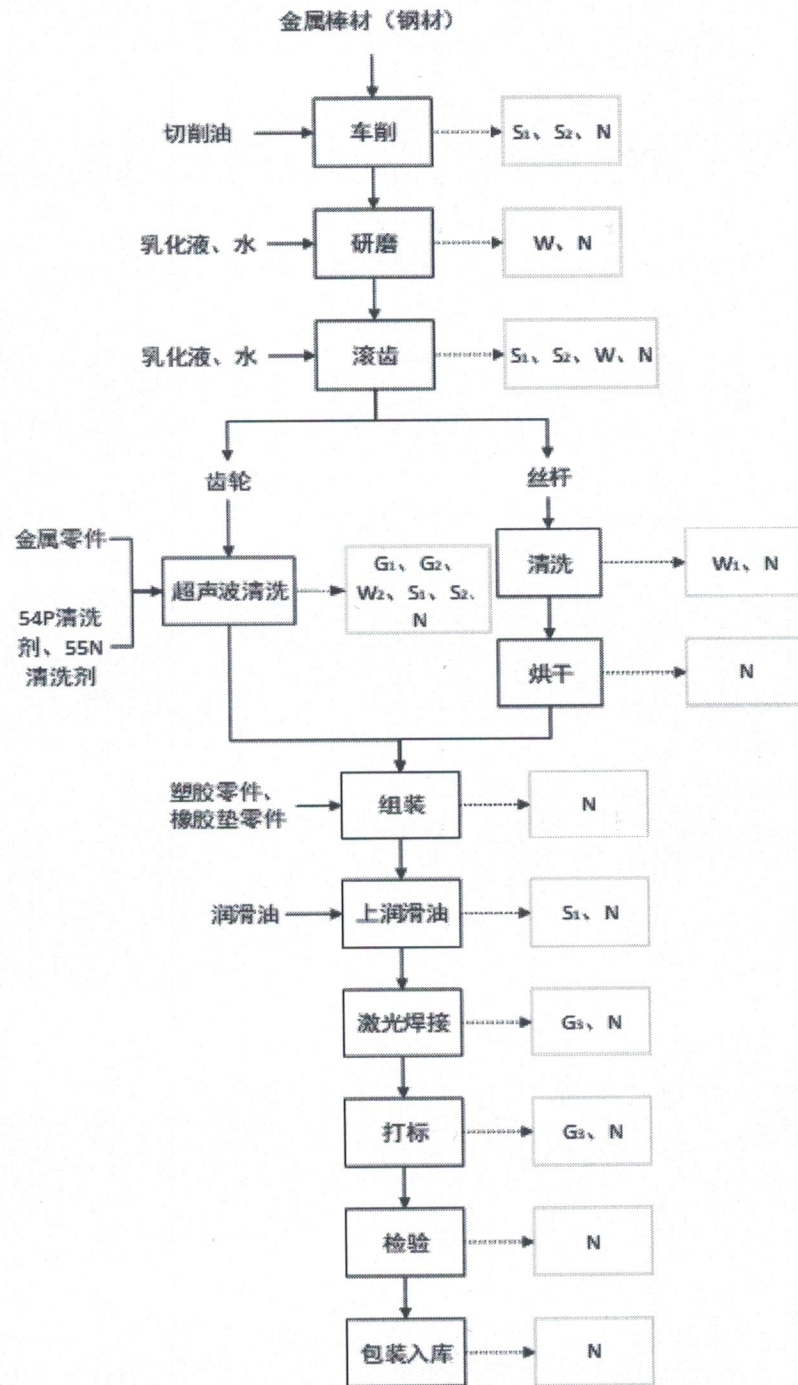 金属棒材（钢材）
切削油
车削
S₁、S₂、N
乳化液、水
研磨
W、N
乳化液、水
滚齿
S₁、S₂、W、N
齿轮
丝杆
金属零件
54P清洗
剂、55N
清洗剂
超声波清洗
G₁、G₂、
W₂、S₁、S₂、
N
清洗
W₁、N
烘干
N
塑胶零件、
橡胶垫零件
组装
N
润滑油
上润滑油
S₁、N
激光焊接
G₃、N
打标
G₃、N
检验
N
包装入库
N